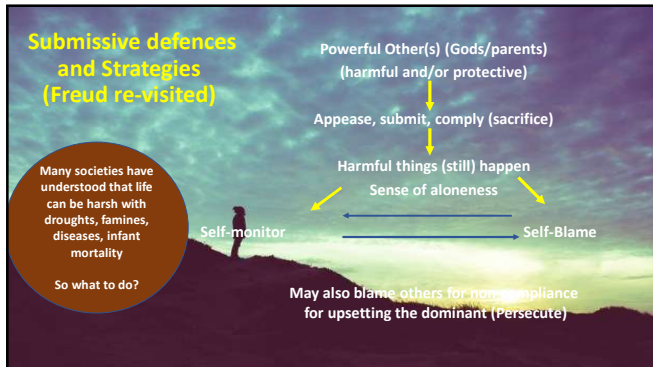 Submissive defences
and Strategies
(Freud re-visited)
Powerful Other(s) (Gods/parents)
(harmful and/or protective)
Appease, submit, comply (sacrifice)
Harmful things (still) happen
Sense of aloneness
Many societies have
understood that life
can be harsh with
droughts, famines,
diseases, infant
mortality
So what to do?
Self-monitor
Self-Blame
May also blame others for non-compliance
for upsetting the dominant (Persecute)